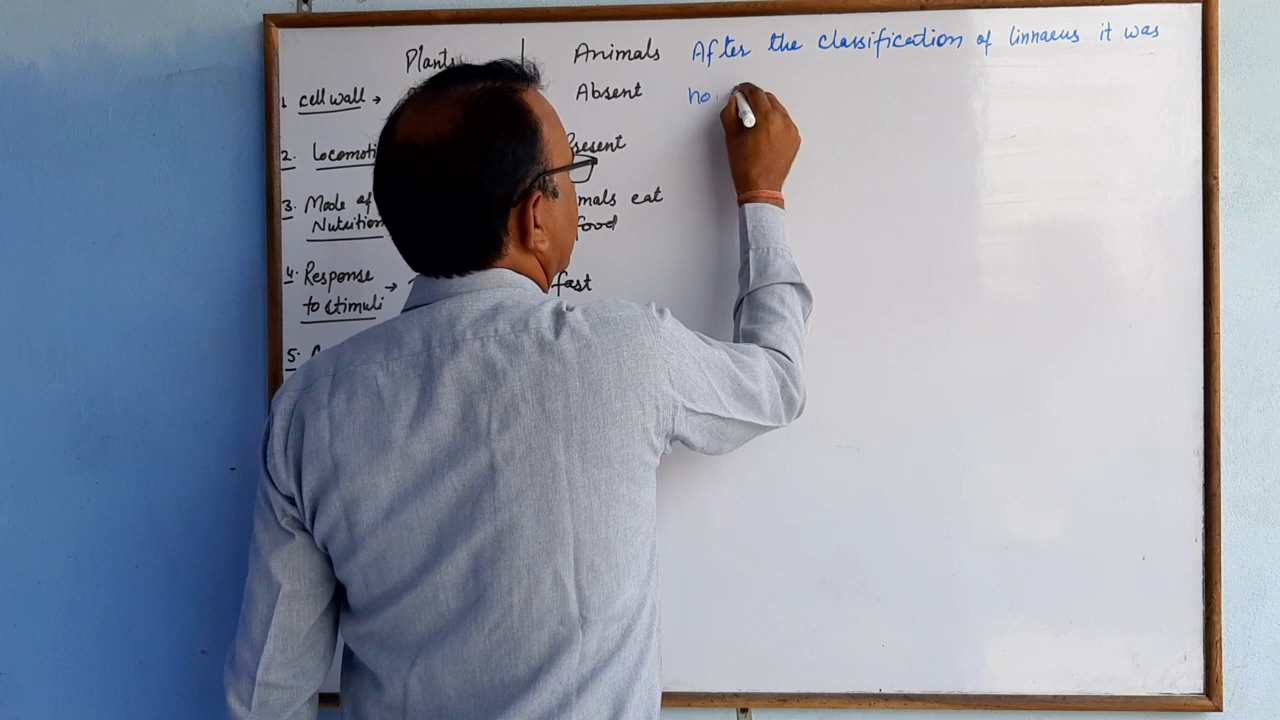 Plants Animals
1. cell wall → Absent
2. Locomoti Present
3. Mode of mals eat
Nutrition food
4. Response → fast
to stimuli
5.
After the classification of linnaeus it was
no.